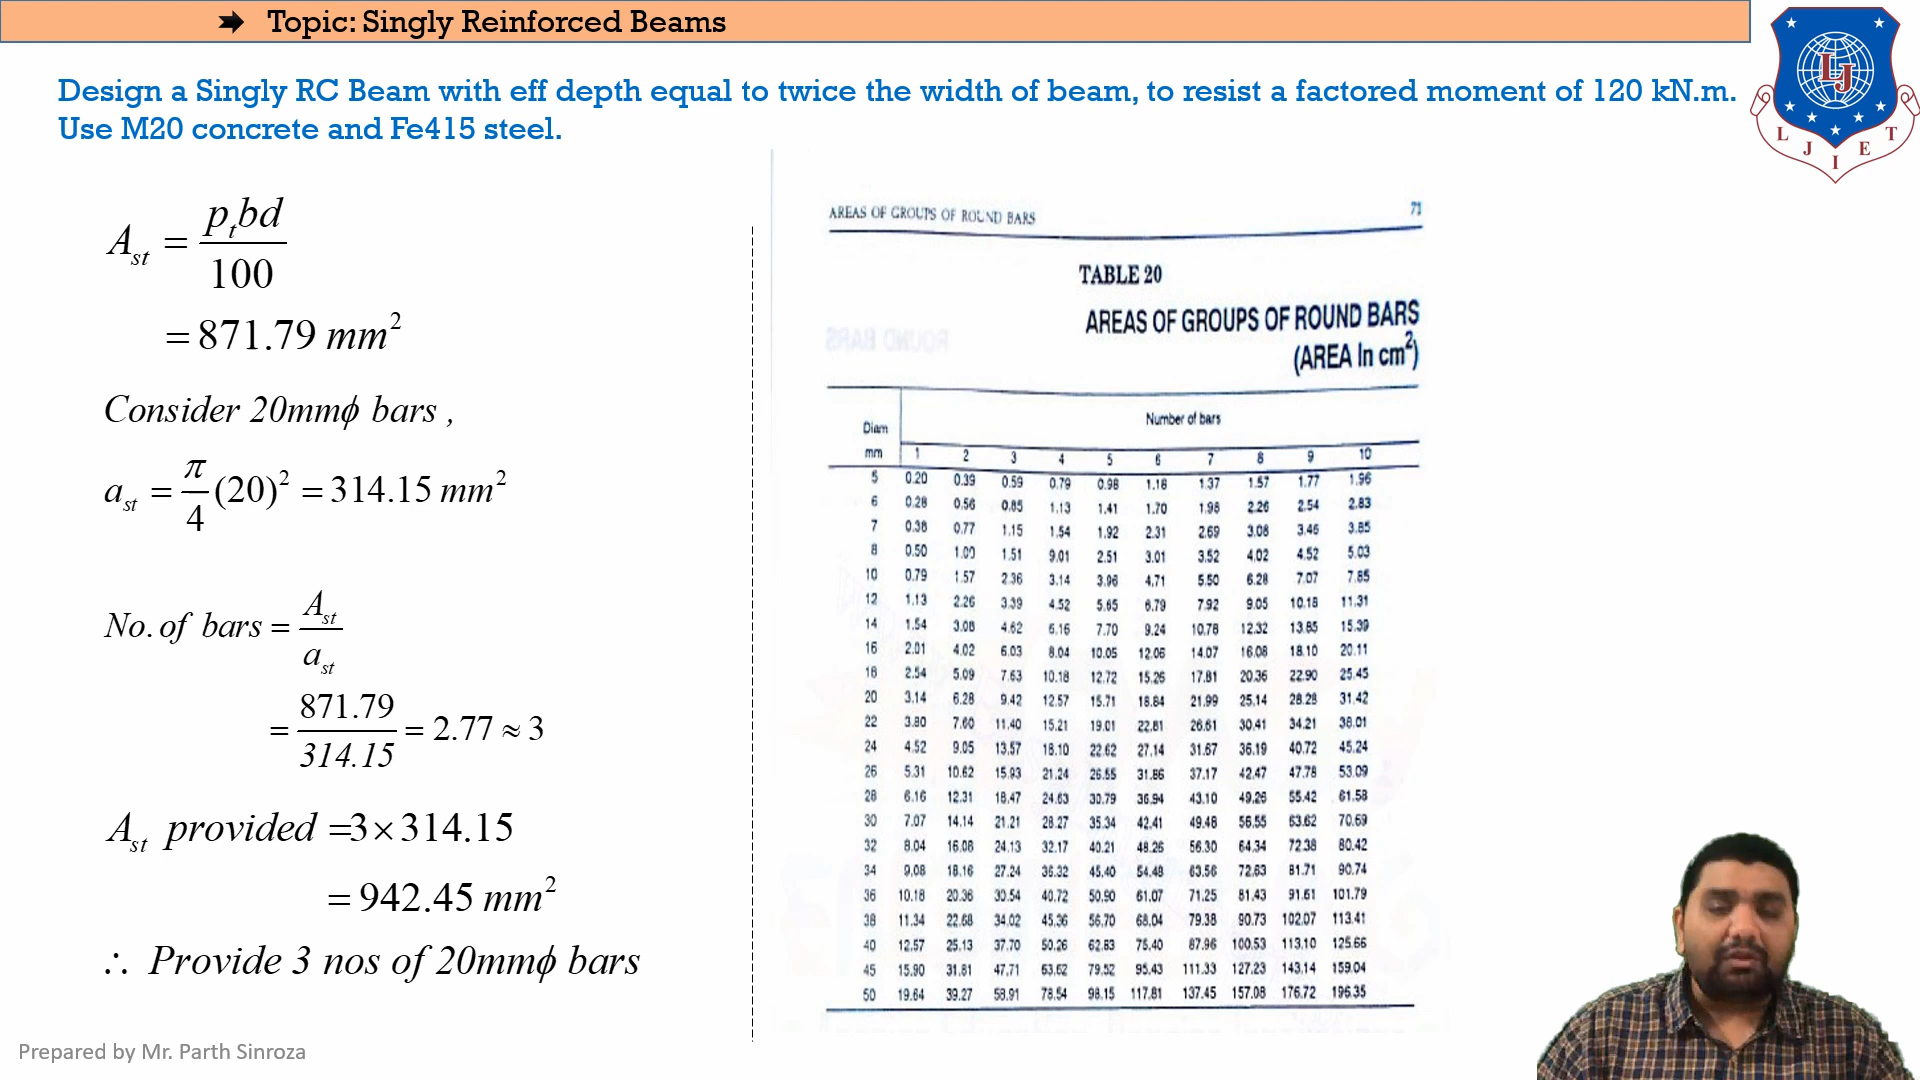 ➡ Topic: Singly Reinforced Beams
Design a Singly RC Beam with eff depth equal to twice the width of beam, to resist a factored moment of 120 kN.m.
Use M20 concrete and Fe415 steel.
LJ
L J I E T
A_st = p_t bd / 100
= 871.79 mm²
Consider 20mmϕ bars ,
a_st = π/4 (20)² = 314.15 mm²
No. of bars = A_st / a_st
= 871.79 / 314.15 = 2.77 ≈ 3
A_st provided =3×314.15
= 942.45 mm²
∴ Provide 3 nos of 20mmϕ bars
Prepared by Mr. Parth Sinroza
AREAS OF GROUPS OF ROUND BARS 71
TABLE 20
AREAS OF GROUPS OF ROUND BARS
(AREA In cm²)
Diam
mm
Number of bars
1 2 3 4 5 6 7 8 9 10
5 0.20 0.39 0.59 0.79 0.98 1.18 1.37 1.57 1.77 1.96
6 0.28 0.56 0.85 1.13 1.41 1.70 1.98 2.26 2.54 2.83
7 0.38 0.77 1.15 1.54 1.92 2.31 2.69 3.08 3.46 3.85
8 0.50 1.00 1.51 9.01 2.51 3.01 3.52 4.02 4.52 5.03
10 0.79 1.57 2.36 3.14 3.96 4.71 5.50 6.28 7.07 7.85
12 1.13 2.26 3.39 4.52 5.65 6.79 7.92 9.05 10.18 11.31
14 1.54 3.08 4.62 6.16 7.70 9.24 10.78 12.32 13.85 15.39
16 2.01 4.02 6.03 8.04 10.05 12.06 14.07 16.08 18.10 20.11
18 2.54 5.09 7.63 10.18 12.72 15.26 17.81 20.36 22.90 25.45
20 3.14 6.28 9.42 12.57 15.71 18.84 21.99 25.14 28.28 31.42
22 3.80 7.60 11.40 15.21 19.01 22.81 26.61 30.41 34.21 38.01
24 4.52 9.05 13.57 18.10 22.62 27.14 31.67 36.19 40.72 45.24
26 5.31 10.62 15.93 21.24 26.55 31.86 37.17 42.47 47.78 53.09
28 6.16 12.31 18.47 24.63 30.79 36.94 43.10 49.26 55.42 61.58
30 7.07 14.14 21.21 28.27 35.34 42.41 49.48 56.55 63.62 70.69
32 8.04 16.08 24.13 32.17 40.21 48.26 56.30 64.34 72.38 80.42
34 9.08 18.16 27.24 36.32 45.40 54.48 63.56 72.63 81.71 90.74
36 10.18 20.36 30.54 40.72 50.90 61.07 71.25 81.43 91.61 101.79
38 11.34 22.68 34.02 45.36 56.70 68.04 79.38 90.73 102.07 113.41
40 12.57 25.13 37.70 50.26 62.83 75.40 87.96 100.53 113.10 125.66
45 15.90 31.81 47.71 63.62 79.52 95.43 111.33 127.23 143.14 159.04
50 19.64 39.27 58.91 78.54 98.15 117.81 137.45 157.08 176.72 196.35